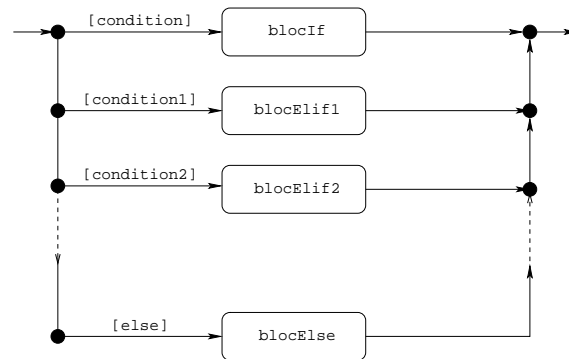 [condition]
blocIf
[condition1]
blocElif1
[condition2]
blocElif2
[else]
blocElse